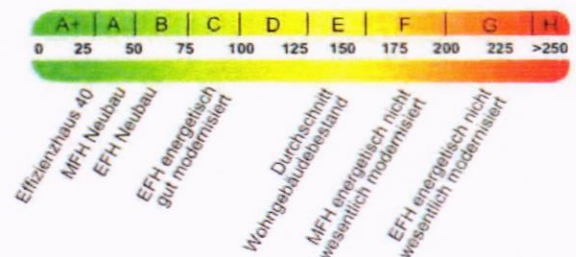 A+ | A | B | C | D | E | F | G | H
0 25 50 75 100 125 150 175 200 225 >250
Effizienzhaus 40
MFH Neubau
EFH Neubau
EFH energetisch
gut modernisiert
Durchschnitt
Wohngebäudebestand
MFH energetisch nicht
wesentlich modernisiert
EFH energetisch nicht
wesentlich modernisiert